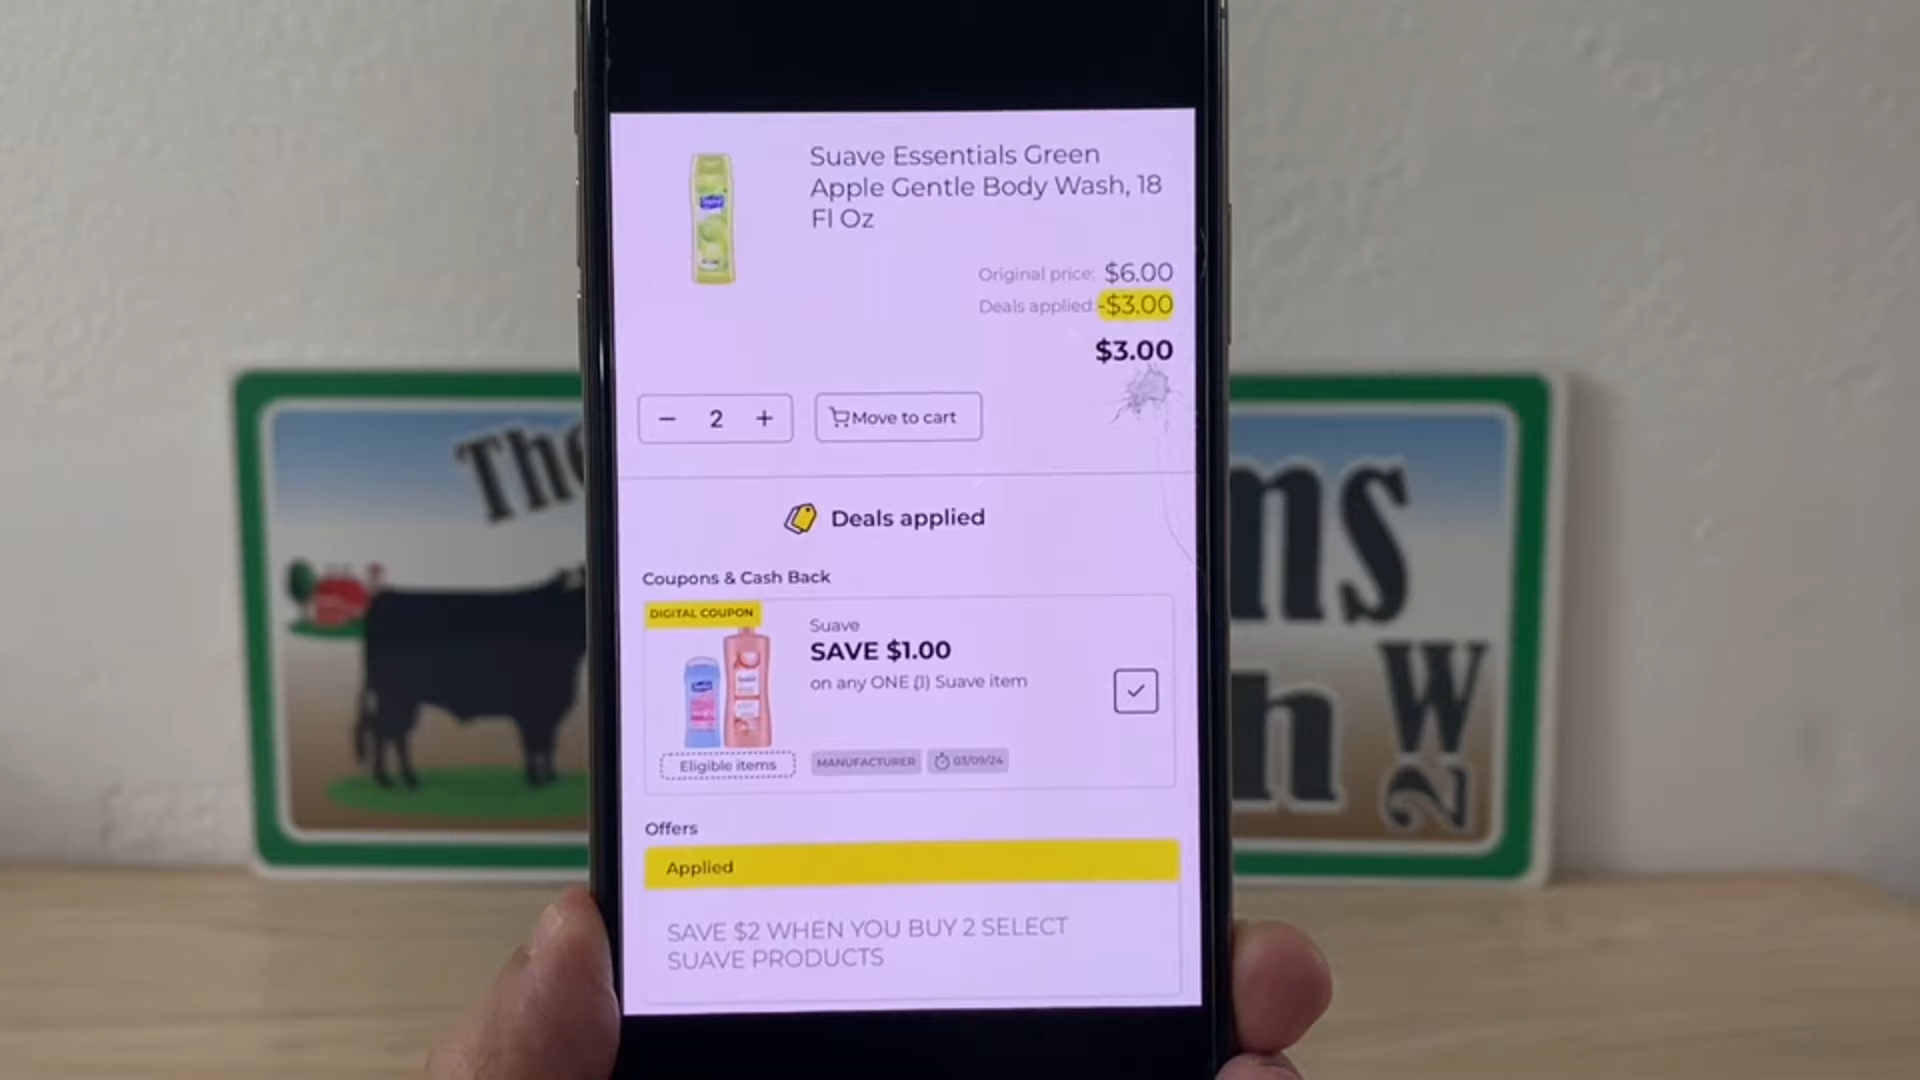 Suave Essentials Green
Apple Gentle Body Wash, 18
Fl Oz
Original price: $6.00
Deals applied: -$3.00
$3.00
− 2 +
Move to cart
Deals applied
Coupons & Cash Back
DIGITAL COUPON
Suave
SAVE $1.00
on any ONE (1) Suave item
Eligible items
MANUFACTURER
03/09/24
Offers
Applied
SAVE $2 WHEN YOU BUY 2 SELECT
SUAVE PRODUCTS
The
ms
h
W
2